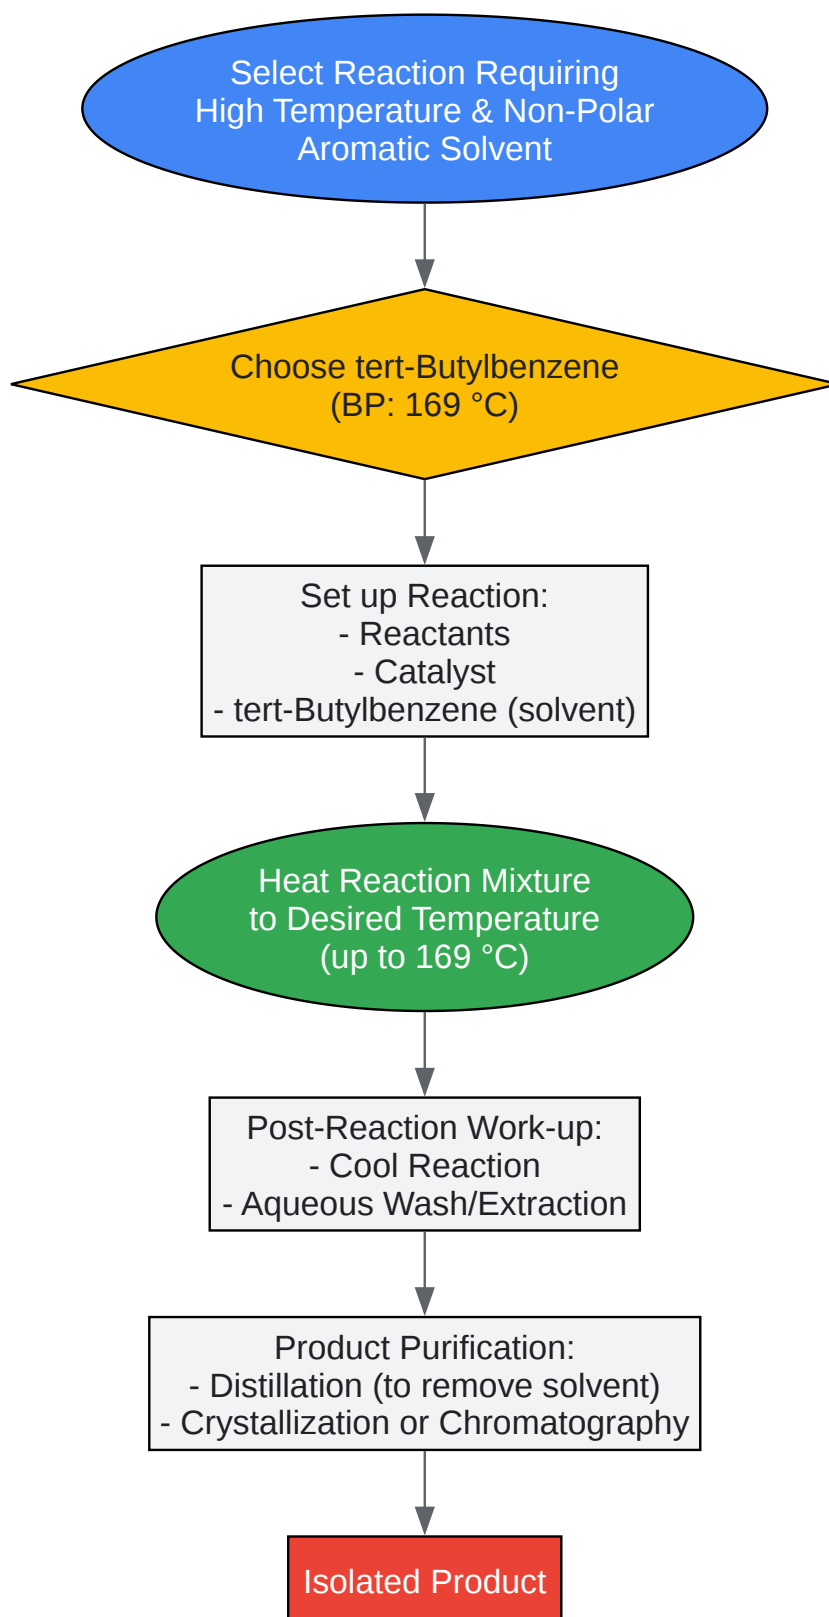 Select Reaction Requiring
High Temperature & Non-Polar
Aromatic Solvent
Choose tert-Butylbenzene
(BP: 169 °C)
Set up Reaction:
- Reactants
- Catalyst
- tert-Butylbenzene (solvent)
Heat Reaction Mixture
to Desired Temperature
(up to 169 °C)
Post-Reaction Work-up:
- Cool Reaction
- Aqueous Wash/Extraction
Product Purification:
- Distillation (to remove solvent)
- Crystallization or Chromatography
Isolated Product